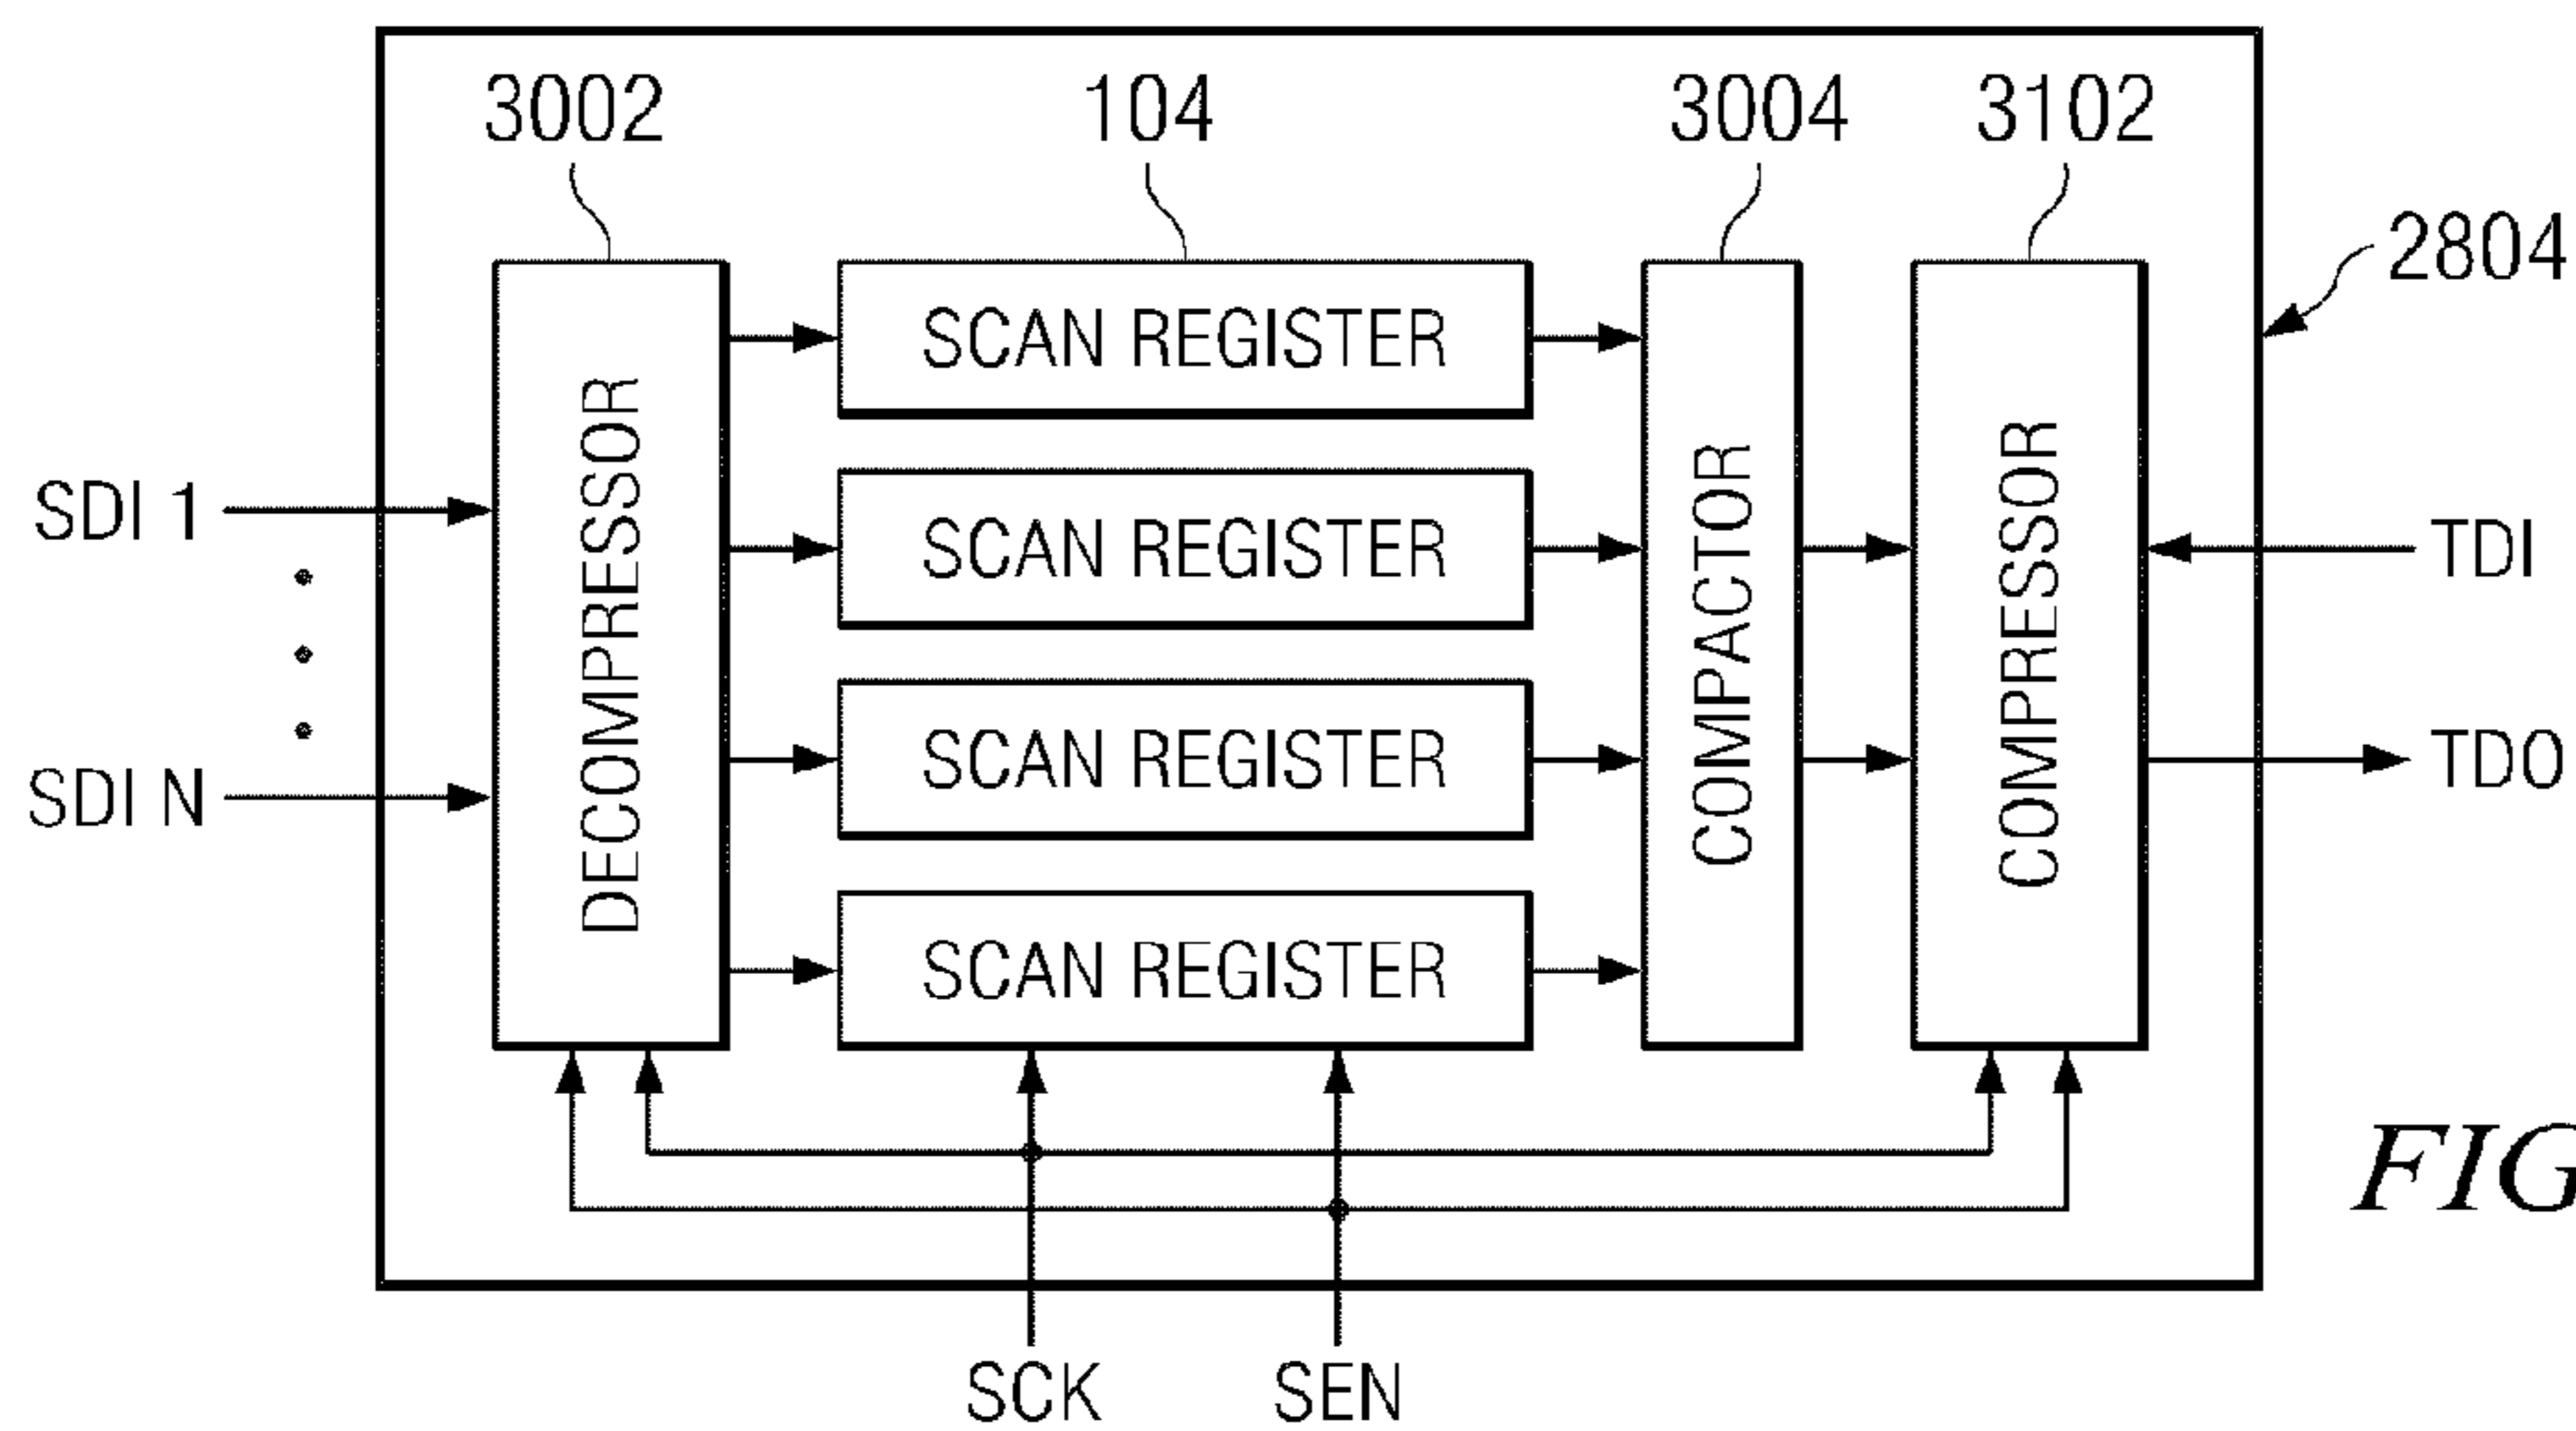 3002
104
3004
3102
2804
DECOMPRESSOR
SCAN REGISTER
SCAN REGISTER
SCAN REGISTER
SCAN REGISTER
COMPACTOR
COMPRESSOR
SDI 1
SDI N
TDI
TDO
SCK
SEN
FIG